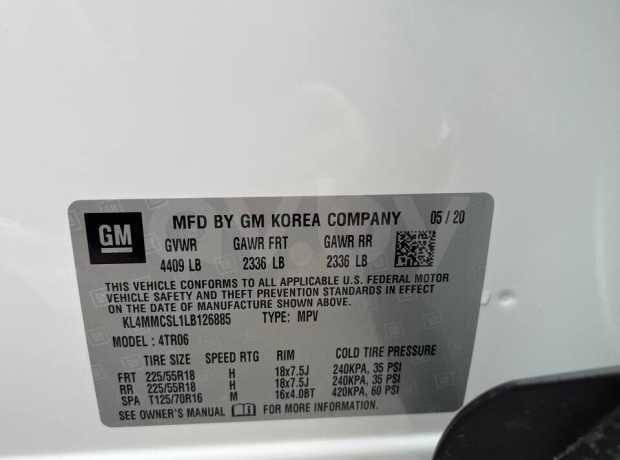 GM
MFD BY GM KOREA COMPANY 05 / 20
GVWR GAWR FRT GAWR RR
4409 LB 2336 LB 2336 LB
THIS VEHICLE CONFORMS TO ALL APPLICABLE U.S. FEDERAL MOTOR
VEHICLE SAFETY AND THEFT PREVENTION STANDARDS IN EFFECT
ON THE DATE OF MANUFACTURE SHOWN ABOVE.
KL4MMCSL1LB126885 TYPE: MPV
MODEL: 4TR06
TIRE SIZE SPEED RTG RIM COLD TIRE PRESSURE
FRT 225/55R18 H 18x7.5J 240KPA, 35 PSI
RR 225/55R18 H 18x7.5J 240KPA, 35 PSI
SPA T125/70R16 M 16x4.0BT 420KPA, 60 PSI
SEE OWNER'S MANUAL FOR MORE INFORMATION